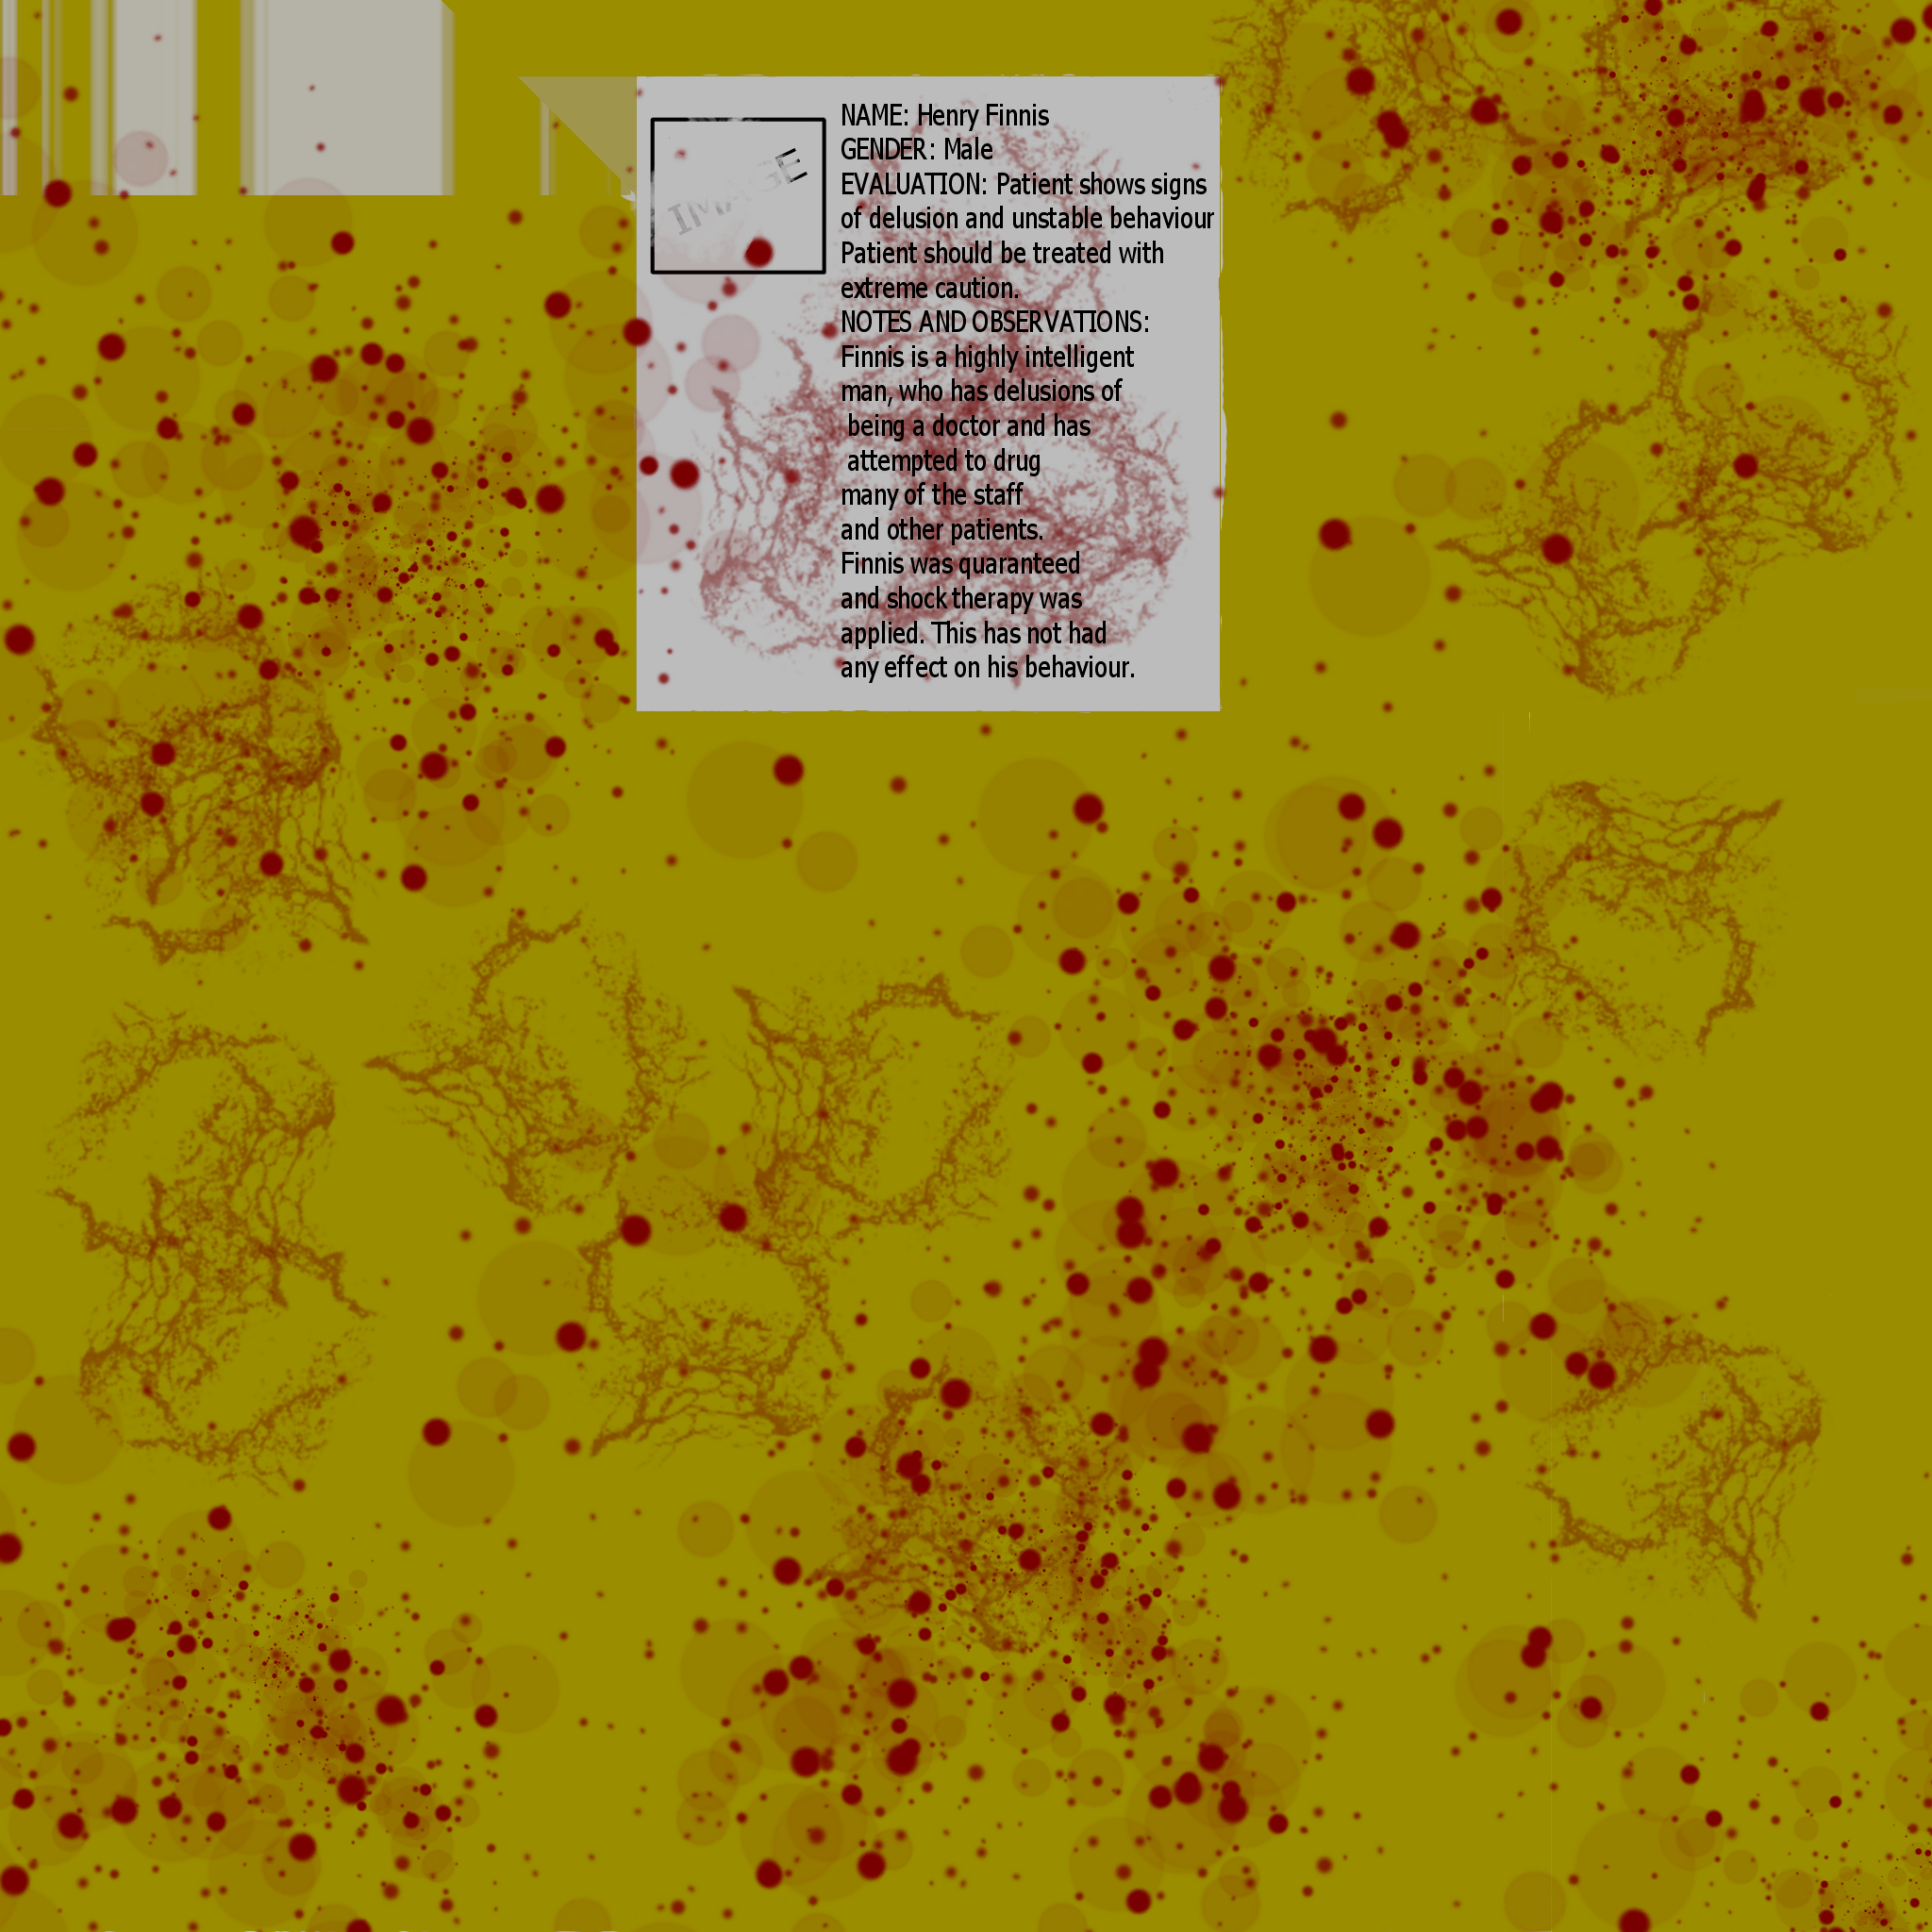 IMAGE
NAME: Henry Finnis
GENDER: Male
EVALUATION: Patient shows signs
of delusion and unstable behaviour
Patient should be treated with
extreme caution.
NOTES AND OBSERVATIONS:
Finnis is a highly intelligent
man, who has delusions of
being a doctor and has
attempted to drug
many of the staff
and other patients.
Finnis was quaranteed
and shock therapy was
applied. This has not had
any effect on his behaviour.